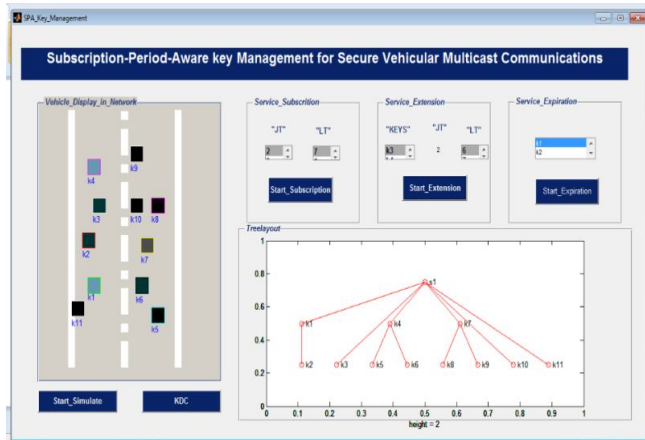 SPA_Key_Management
Subscription-Period-Aware key Management for Secure Vehicular Multicast Communications
Vehicle_Display_in_Network
k9
k4
k3
k10
k8
k2
k7
k1
k6
k11
k5
Start_Simulate
KDC
Service_Subscrition
"JT"
"LT"
2
7
Start_Subscription
Service_Extension
"KEYS"
"JT"
"LT"
k3
2
6
Start_Extension
Service_Expiration
k1
k2
Start_Expiration
Treelayout
1
0.8
0.6
0.4
0.2
0
s1
k1
k4
k7
k2
k3
k5
k6
k8
k9
k10
k11
0 0.1 0.2 0.3 0.4 0.5 0.6 0.7 0.8 0.9 1
height = 2